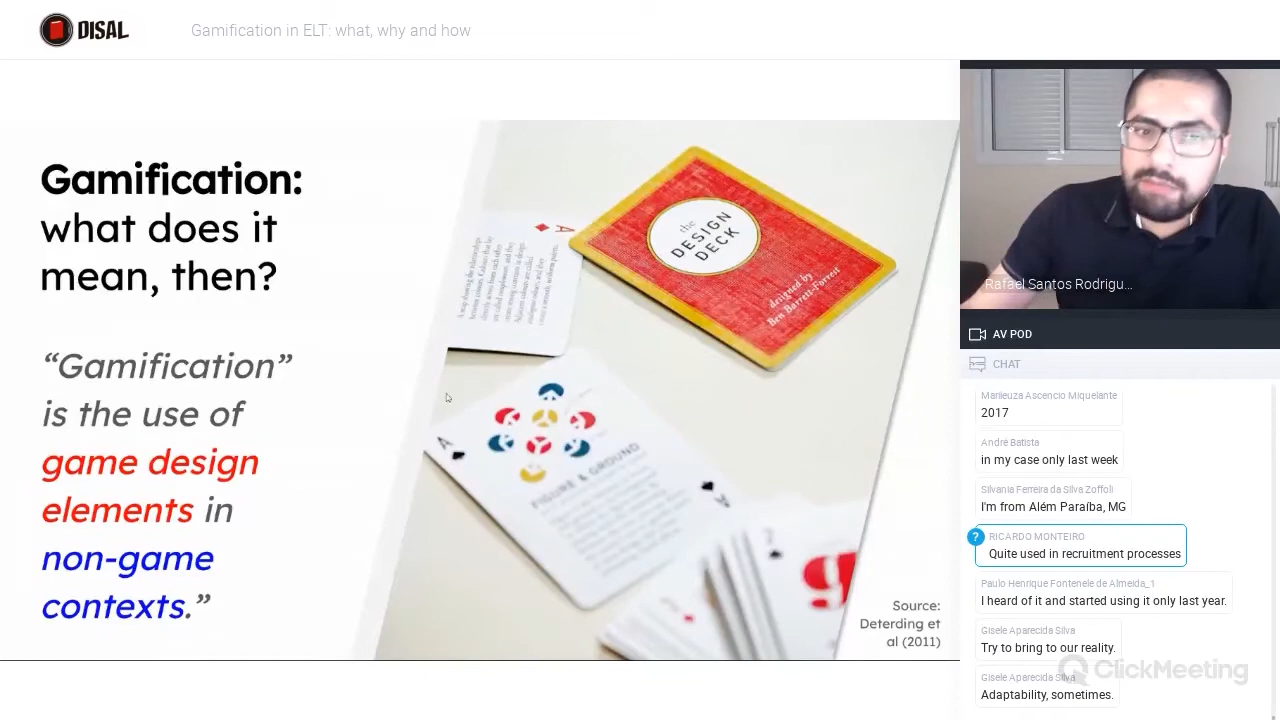 DISAL
Gamification in ELT: what, why and how
Gamification:
what does it
mean, then?
“Gamification”
is the use of
game design
elements in
non-game
contexts.”
the
DESIGN
DECK
designed by
Ben Barrett-Forrest
A
A
FIGURE & GROUND
A
Source:
Deterding et
al (2011)
Rafael Santos Rodrigu...
AV POD
CHAT
Marileuza Ascencio Miquelante
2017
André Batista
in my case only last week
Silvania Ferreira da Silva Zoffoli
I'm from Além Paraíba, MG
?
RICARDO MONTEIRO
Quite used in recruitment processes
Paulo Henrique Fontenele de Almeida_1
I heard of it and started using it only last year.
Gisele Aparecida Silva
Try to bring to our reality.
Gisele Aparecida Silva
Adaptability, sometimes.
ClickMeeting